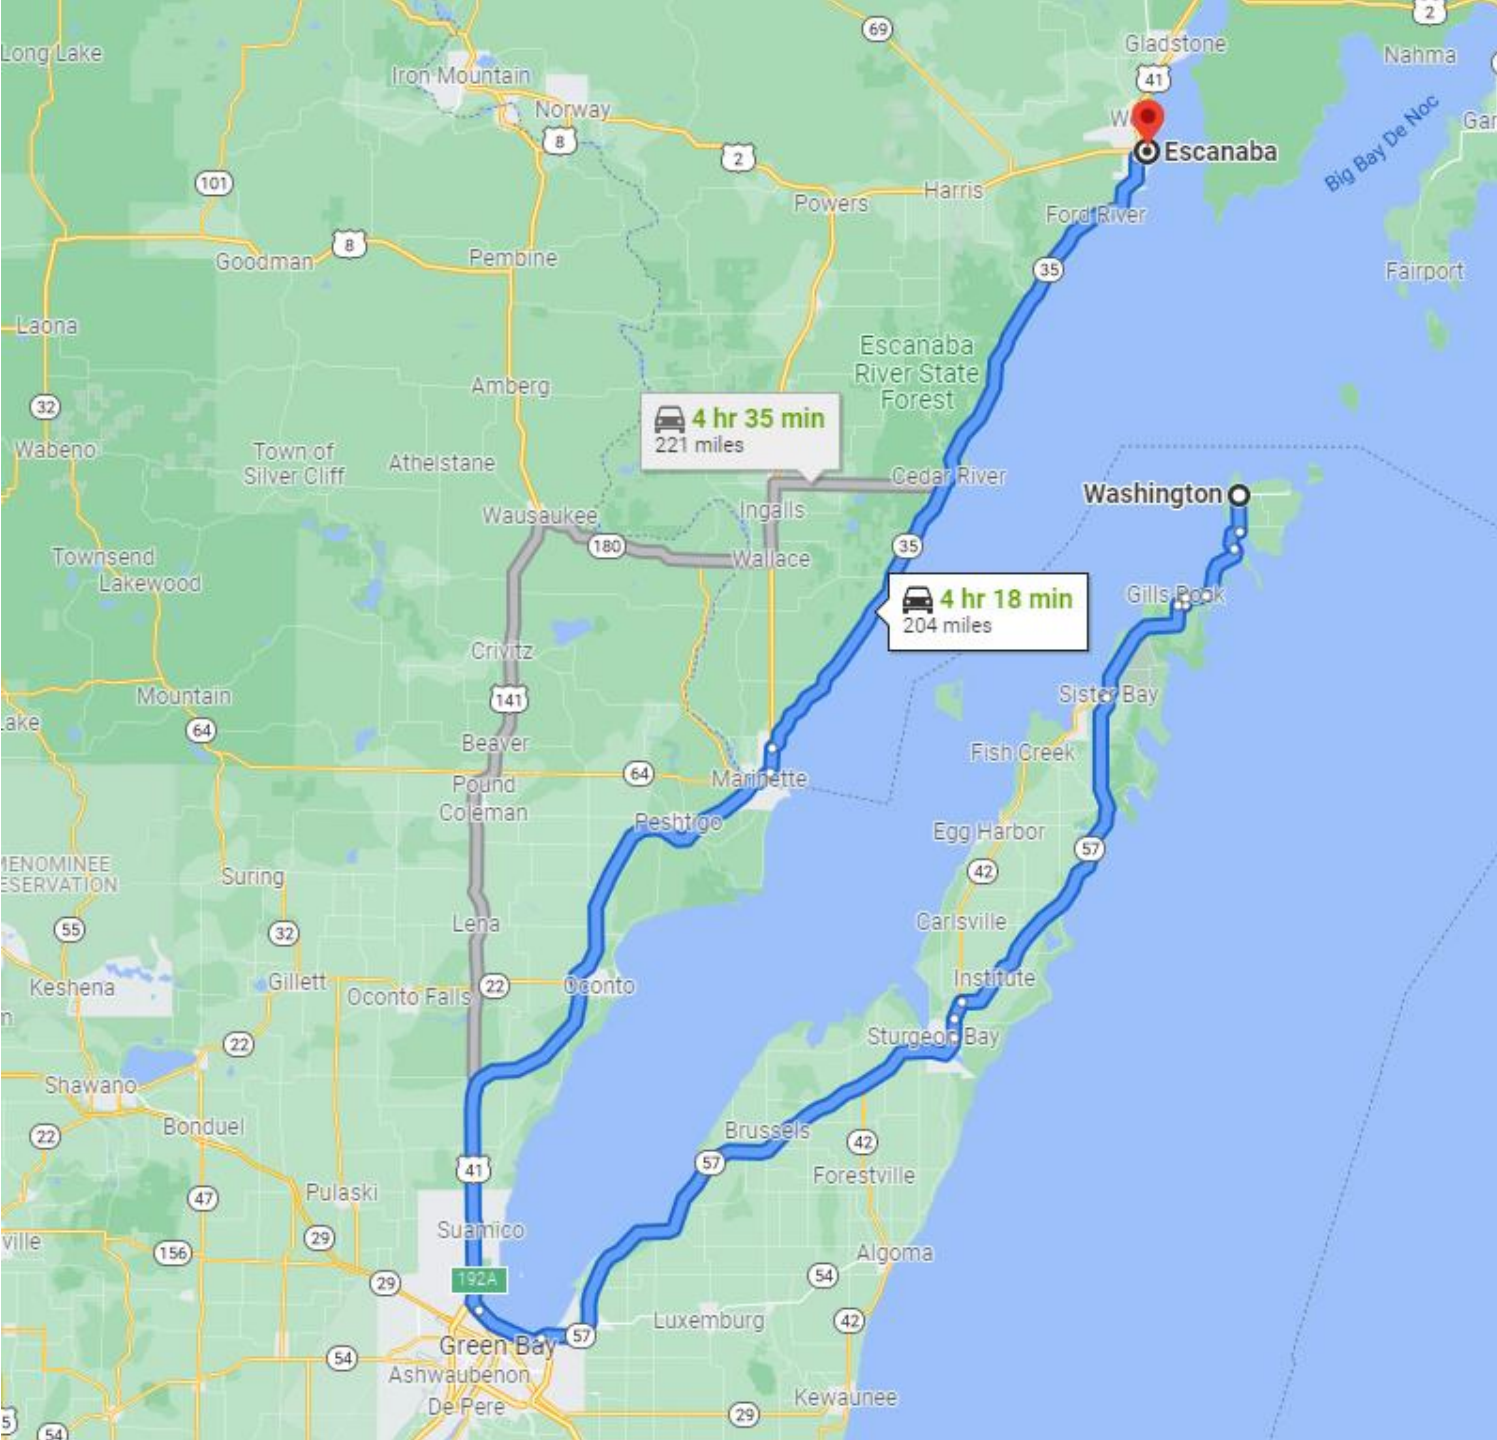 2
69
Gladstone
Long Lake
Nahma
Iron Mountain
41
Norway
8
Escanaba
2
Big Bay De Noc
101
Harris
Powers
Ford River
8
Goodman
Pembine
35
Fairport
Laona
Escanaba
River State
Forest
Amberg
32
4 hr 35 min
221 miles
Wabeno
Town of
Silver Cliff
Athelstane
Cedar River
Washington
Ingalls
Wausaukee
180
35
Townsend
Wallace
Lakewood
4 hr 18 min
204 miles
Gills Rock
Crivitz
Mountain
141
Sister Bay
Lake
64
Beaver
Fish Creek
64
Marinette
Pound
Coleman
Peshtigo
Egg Harbor
57
MENOMINEE
RESERVATION
Suring
42
Lena
Carlsville
55
32
Keshena
Gillett
Oconto Falls
22
Oconto
Institute
22
Sturgeon Bay
Shawano
Bonduel
22
Brussels
42
57
Forestville
41
Pulaski
47
Suamico
29
ville
156
Algoma
192A
29
54
Luxemburg
42
57
Green Bay
54
Ashwaubenon
De Pere
Kewaunee
29
54